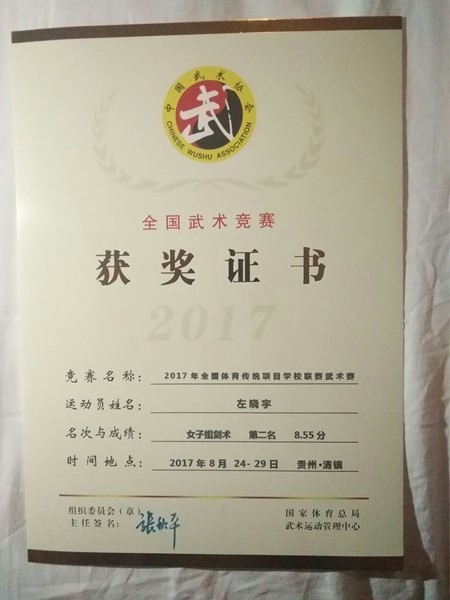 中国武术协会
武
CHINESE WUSHU ASSOCIATION
全国武术竞赛
获奖证书
2017
竞赛名称： 2017年全国体育传统项目学校联赛武术赛
运动员姓名： 左晓宇
名次与成绩： 女子组剑术 第二名 8.55分
时间地点： 2017年8月 24-29日 贵州·清镇
组织委员会（章） 国家体育总局
主任签名： 武术运动管理中心